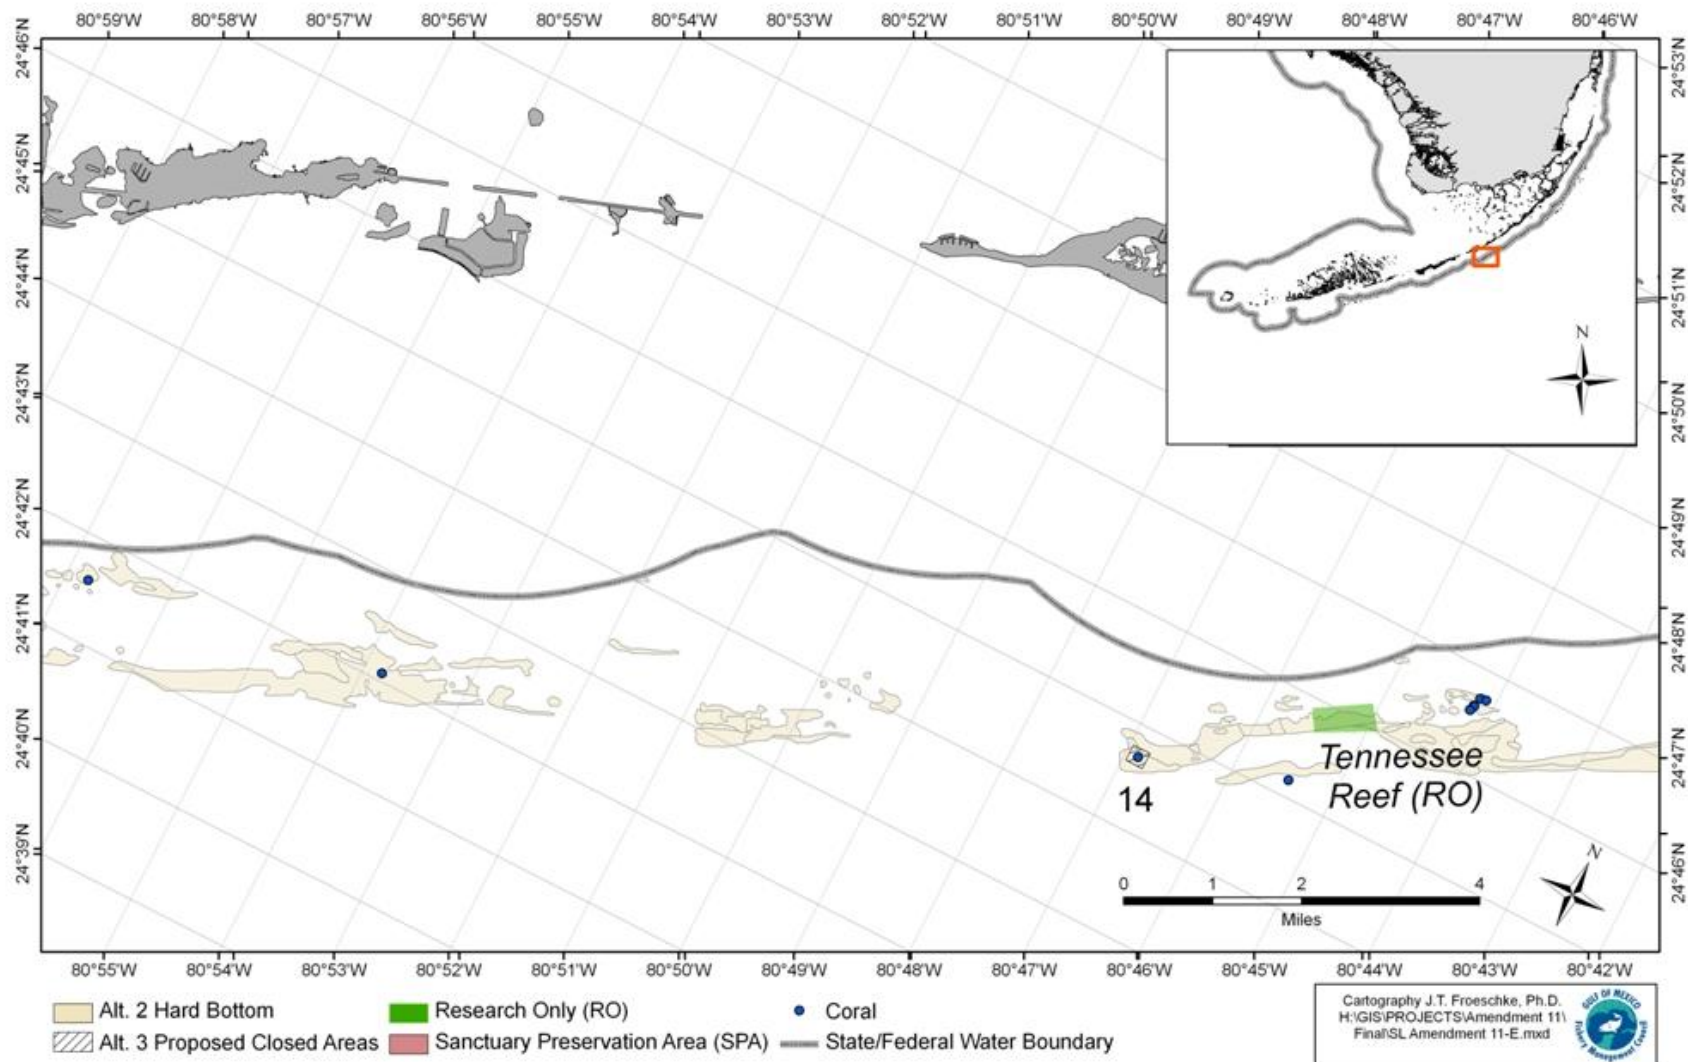 80°59'W 80°58'W 80°57'W 80°56'W 80°55'W 80°54'W 80°53'W 80°52'W 80°51'W 80°50'W 80°49'W 80°48'W 80°47'W 80°46'W
24°46'N
24°45'N
24°44'N
24°43'N
24°42'N
24°41'N
24°40'N
24°39'N
24°53'N
24°52'N
24°51'N
24°50'N
24°49'N
24°48'N
24°47'N
24°46'N
N
Tennessee
Reef (RO)
14
N
0 1 2 4
Miles
80°55'W 80°54'W 80°53'W 80°52'W 80°51'W 80°50'W 80°49'W 80°48'W 80°47'W 80°46'W 80°45'W 80°44'W 80°43'W 80°42'W
Alt. 2 Hard Bottom
Alt. 3 Proposed Closed Areas
Research Only (RO)
Sanctuary Preservation Area (SPA)
Coral
State/Federal Water Boundary
Cartography J.T. Froeschke, Ph.D.
H:\GIS\PROJECTS\Amendment 11\
Final\SL Amendment 11-E.mxd
GULF OF MEXICO
Fishery Management Council